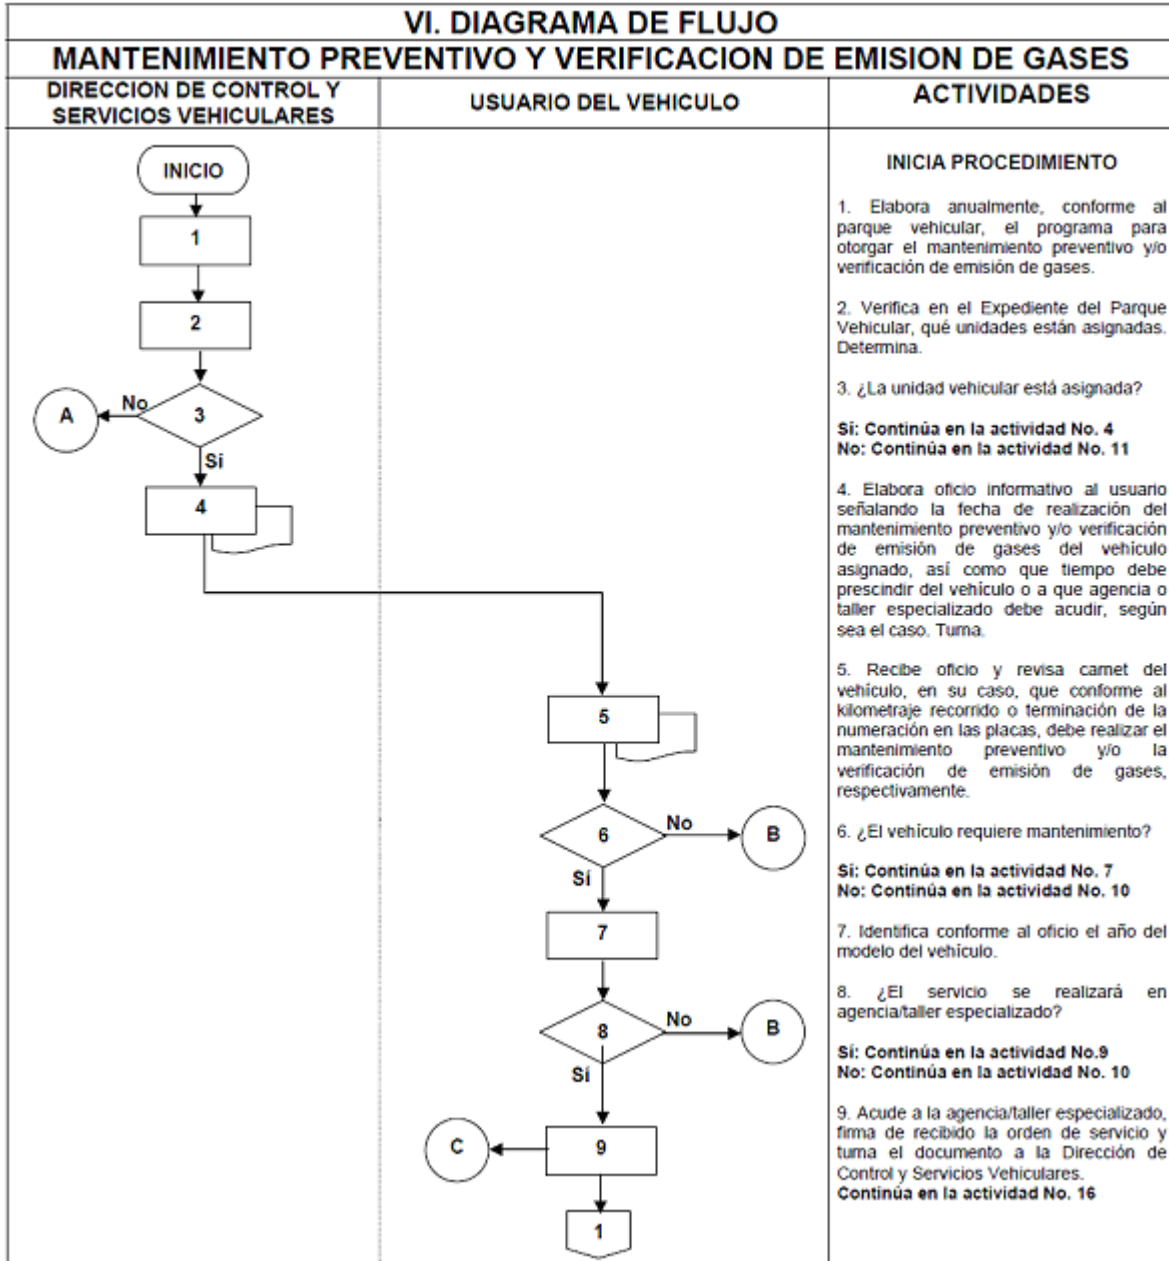 VI. DIAGRAMA DE FLUJO
MANTENIMIENTO PREVENTIVO Y VERIFICACION DE EMISION DE GASES
DIRECCION DE CONTROL Y
SERVICIOS VEHICULARES
USUARIO DEL VEHICULO
ACTIVIDADES
INICIO
1
2
3
No
A
Sí
4
5
6
No
B
Sí
7
8
No
B
Sí
9
C
1
INICIA PROCEDIMIENTO
1. Elabora anualmente, conforme al
parque vehicular, el programa para
otorgar el mantenimiento preventivo y/o
verificación de emisión de gases.
2. Verifica en el Expediente del Parque
Vehicular, qué unidades están asignadas.
Determina.
3. ¿La unidad vehicular está asignada?
Sí: Continúa en la actividad No. 4
No: Continúa en la actividad No. 11
4. Elabora oficio informativo al usuario
señalando la fecha de realización del
mantenimiento preventivo y/o verificación
de emisión de gases del vehículo
asignado, así como que tiempo debe
prescindir del vehículo o a que agencia o
taller especializado debe acudir, según
sea el caso. Turna.
5. Recibe oficio y revisa carnet del
vehículo, en su caso, que conforme al
kilometraje recorrido o terminación de la
numeración en las placas, debe realizar el
mantenimiento preventivo y/o la
verificación de emisión de gases,
respectivamente.
6. ¿El vehículo requiere mantenimiento?
Sí: Continúa en la actividad No. 7
No: Continúa en la actividad No. 10
7. Identifica conforme al oficio el año del
modelo del vehículo.
8. ¿El servicio se realizará en
agencia/taller especializado?
Sí: Continúa en la actividad No.9
No: Continúa en la actividad No. 10
9. Acude a la agencia/taller especializado,
firma de recibido la orden de servicio y
turna el documento a la Dirección de
Control y Servicios Vehiculares.
Continúa en la actividad No. 16